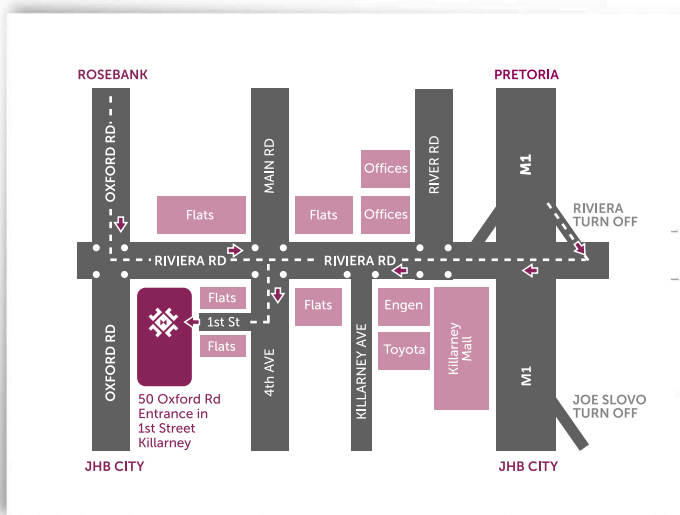 ROSEBANK
PRETORIA
OXFORD RD
MAIN RD
RIVER RD
M1
Offices
Flats
Flats
Offices
RIVIERA
TURN OFF
RIVIERA RD
RIVIERA RD
Flats
1st St
Flats
Flats
Engen
Toyota
Killarney
Mall
OXFORD RD
4th AVE
KILLARNEY AVE
M1
50 Oxford Rd
Entrance in
1st Street
Killarney
JOE SLOVO
TURN OFF
JHB CITY
JHB CITY